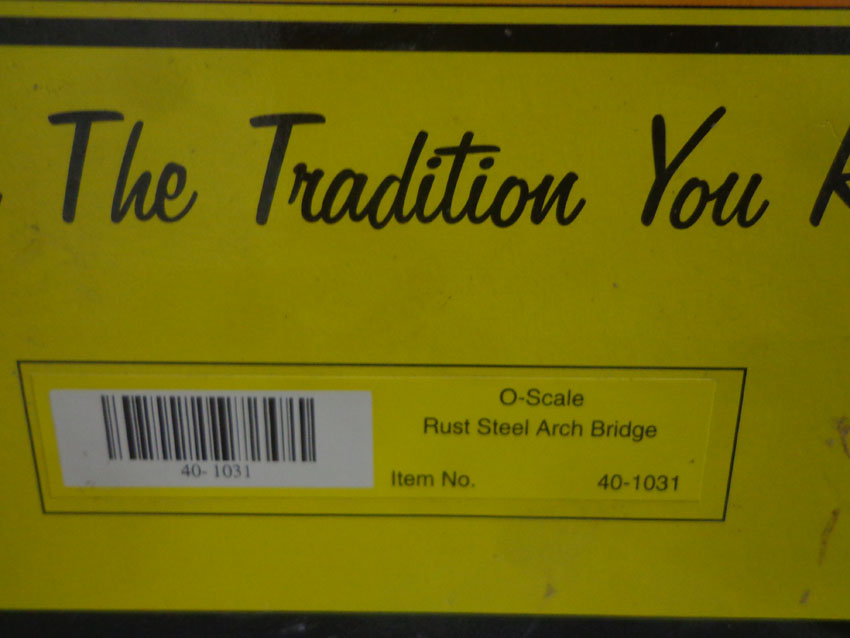 The Tradition You
O-Scale
Rust Steel Arch Bridge
40-1031
Item No. 40-1031